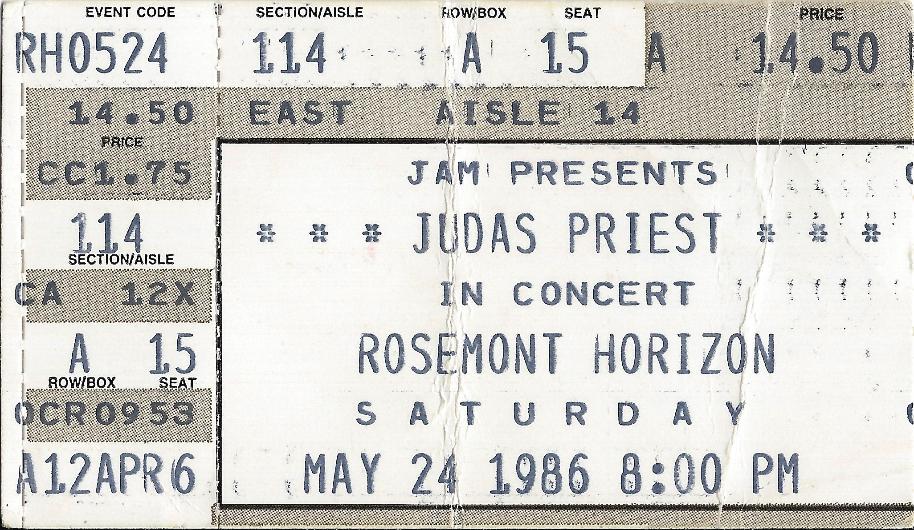 EVENT CODE SECTION/AISLE ROW/BOX SEAT PRICE
RH0524 114 A 15 A 14.50
14.50 EAST AISLE 14
PRICE
CC1.75
114
SECTION/AISLE
CA 12X
A 15
ROW/BOX SEAT
OCR0953
A12APR6
JAM PRESENTS
* * * JUDAS PRIEST * * *
IN CONCERT
ROSEMONT HORIZON
SATURDAY
MAY 24 1986 8:00 PM